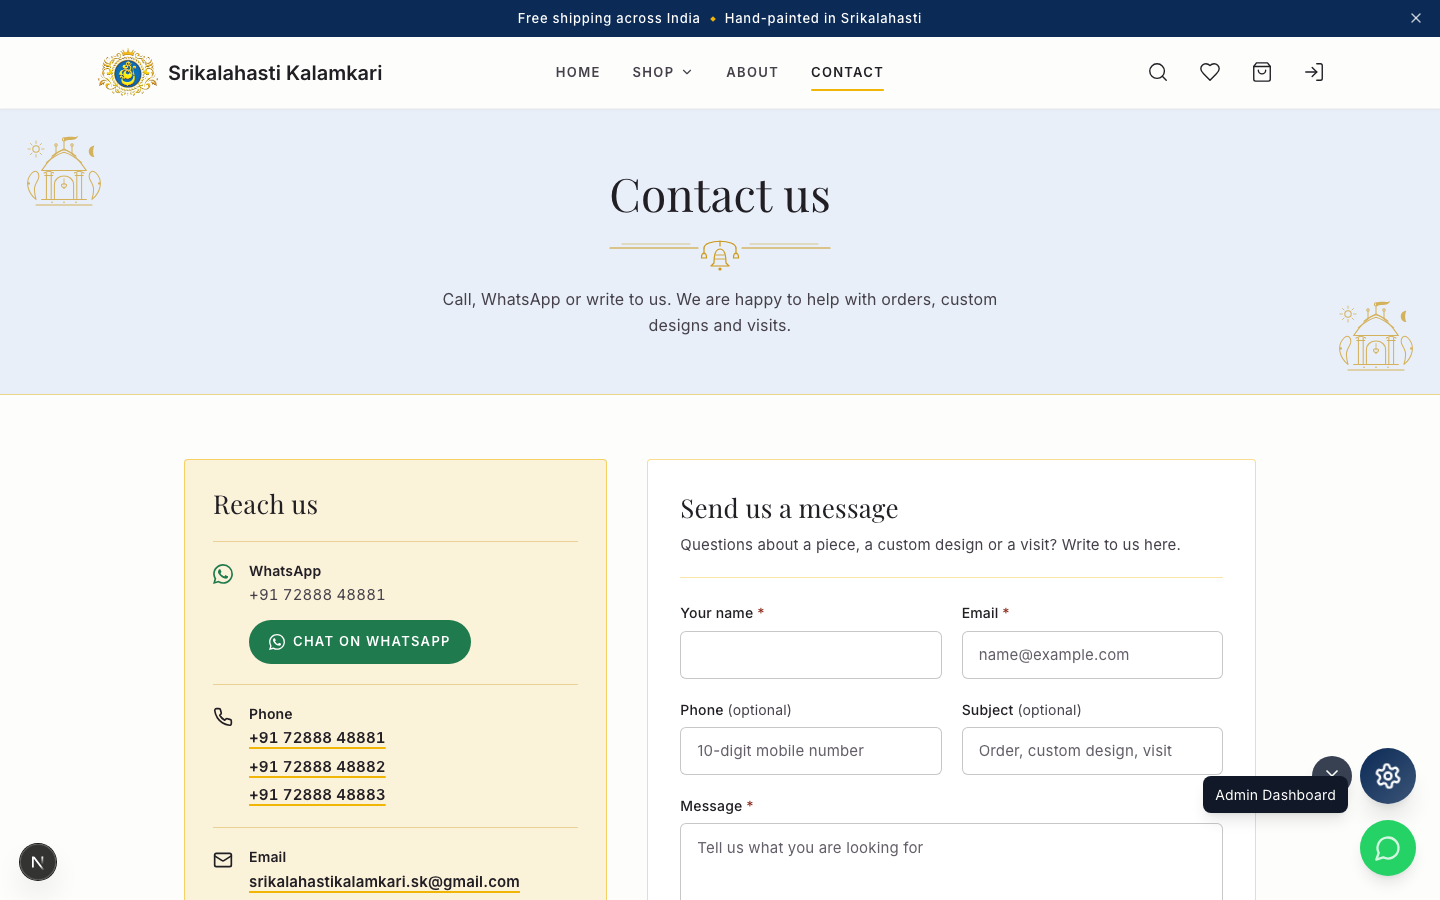 Free shipping across India • Hand-painted in Srikalahasti
Srikalahasti Kalamkari
HOME
SHOP
ABOUT
CONTACT
Contact us
Call, WhatsApp or write to us. We are happy to help with orders, custom
designs and visits.
Reach us
WhatsApp
+91 72888 48881
CHAT ON WHATSAPP
Phone
+91 72888 48881
+91 72888 48882
+91 72888 48883
Email
srikalahastikalamkari.sk@gmail.com
Send us a message
Questions about a piece, a custom design or a visit? Write to us here.
Your name *
Email *
name@example.com
Phone (optional)
Subject (optional)
10-digit mobile number
Order, custom design, visit
Message *
Tell us what you are looking for
Admin Dashboard
N